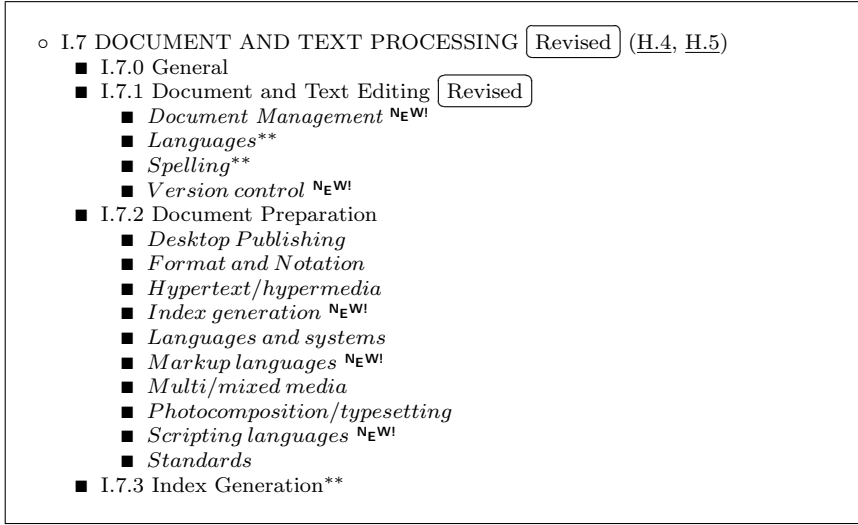 ◦ I.7 DOCUMENT AND TEXT PROCESSING Revised (H.4, H.5)
■ I.7.0 General
■ I.7.1 Document and Text Editing Revised
■ Document Management NEW!
■ Languages**
■ Spelling**
■ Version control NEW!
■ I.7.2 Document Preparation
■ Desktop Publishing
■ Format and Notation
■ Hypertext/hypermedia
■ Index generation NEW!
■ Languages and systems
■ Markup languages NEW!
■ Multi/mixed media
■ Photocomposition/typesetting
■ Scripting languages NEW!
■ Standards
■ I.7.3 Index Generation**